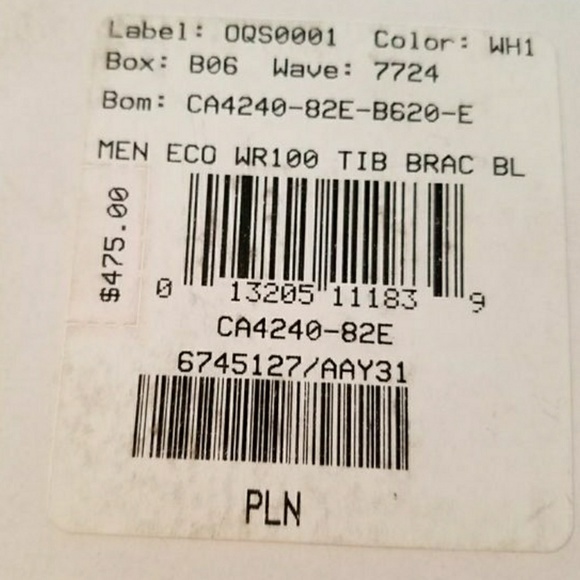 Label: OQS0001 Color: WH1
Box: B06 Wave: 7724
Bom: CA4240-82E-B620-E
MEN ECO WR100 TIB BRAC BL
$475.00
0 13205 11183 9
CA4240-82E
6745127/AAY31
PLN